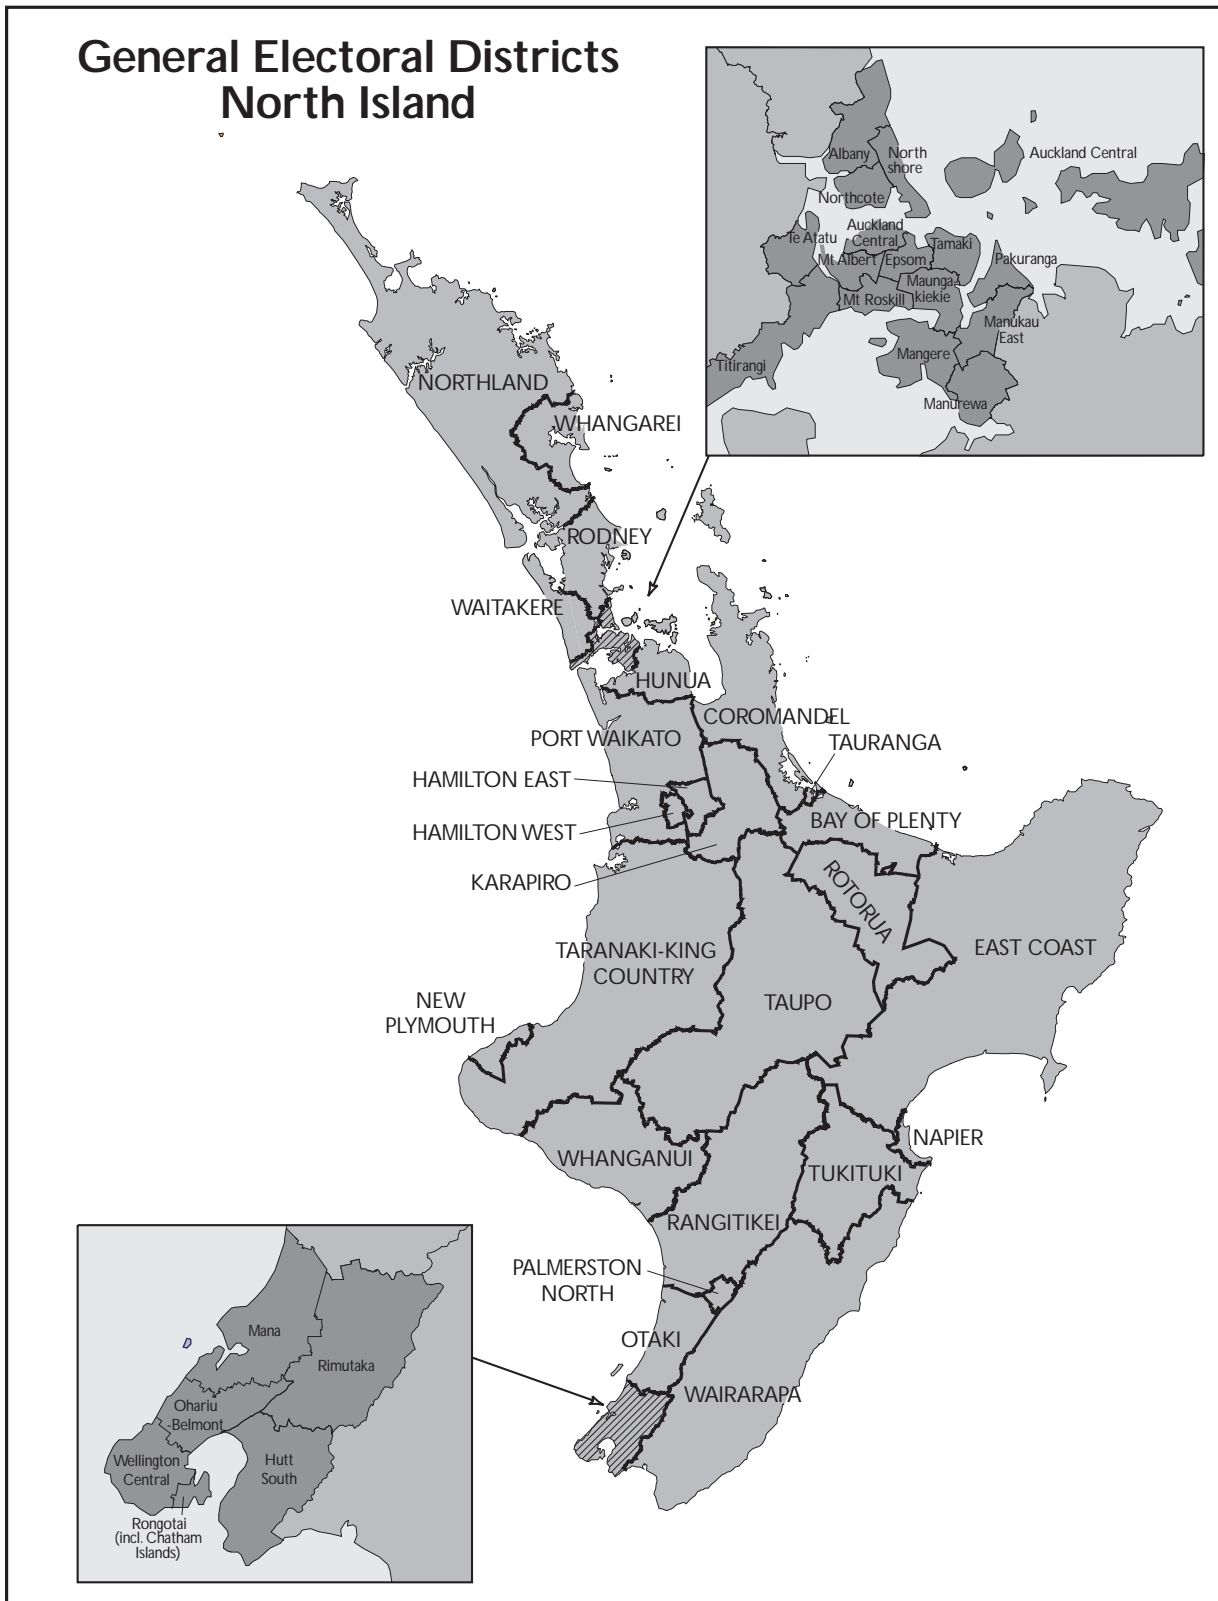 General Electoral Districts
North Island
Albany
North
shore
Auckland Central
Northcote
Auckland
Central
Te Atatu
Tamaki
Mt Albert
Epsom
Pakuranga
Maunga-
kiekie
Mt Roskill
Manukau
East
Mangere
Titirangi
Manurewa
NORTHLAND
WHANGAREI
RODNEY
WAITAKERE
HUNUA
COROMANDEL
PORT WAIKATO
TAURANGA
HAMILTON EAST
BAY OF PLENTY
HAMILTON WEST
KARAPIRO
ROTORUA
TARANAKI-KING
COUNTRY
EAST COAST
NEW
PLYMOUTH
TAUPO
NAPIER
WHANGANUI
TUKITUKI
RANGITIKEI
PALMERSTON
NORTH
OTAKI
WAIRARAPA
Mana
Rimutaka
Ohariu
-Belmont
Wellington
Central
Hutt
South
Rongotai
(incl. Chatham
Islands)